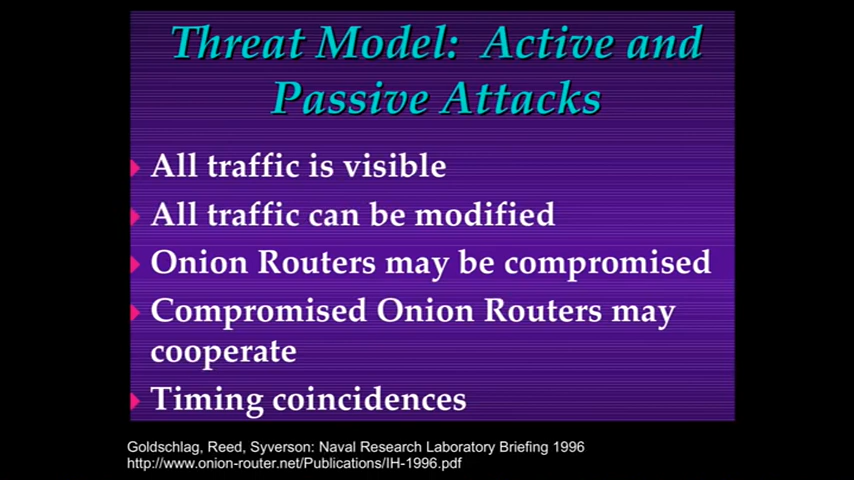 Threat Model: Active and
Passive Attacks
All traffic is visible
All traffic can be modified
Onion Routers may be compromised
Compromised Onion Routers may
cooperate
Timing coincidences
Goldschlag, Reed, Syverson: Naval Research Laboratory Briefing 1996
http://www.onion-router.net/Publications/IH-1996.pdf